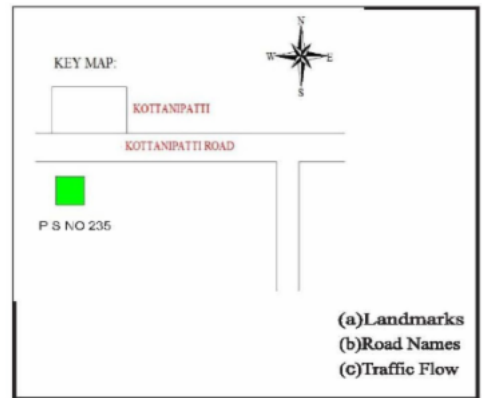 N
KEY MAP:
W E
S
KOTTANIPATTI
KOTTANIPATTI ROAD
P S NO 235
(a)Landmarks
(b)Road Names
(c)Traffic Flow